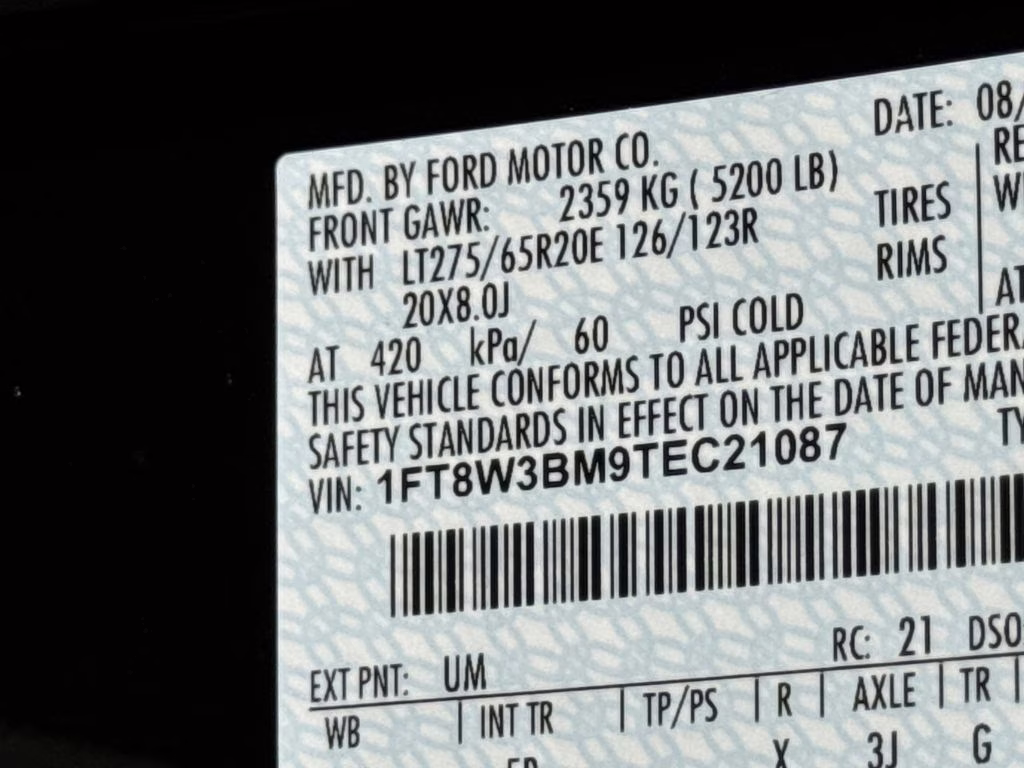 DATE: 08/
MFD. BY FORD MOTOR CO.
FRONT GAWR: 2359 KG ( 5200 LB)
WITH LT275/65R20E 126/123R TIRES
20X8.0J RIMS
AT 420 kPa/ 60 PSI COLD
THIS VEHICLE CONFORMS TO ALL APPLICABLE
SAFETY STANDARDS IN EFFECT ON THE DATE OF
VIN: 1FT8W3BM9TEC21087
EXT PNT: UM RC: 21 DSO
WB | INT TR | TP/PS | R | AXLE | TR |
X 3J G